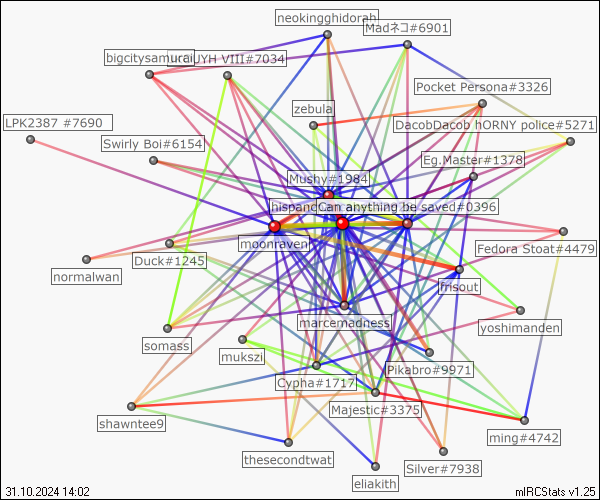 neokingghidorah
Madネコ#6901
bigcitysamurai
UYH VIII#7034
Pocket Persona#3326
zebula
LPK2387 #7690
DacobDacob hORNY police#5271
Swirly Boi#6154
Eg.Master#1378
Mushy#1984
hispand
Can anything be saved#0396
moonraven
Fedora Stoat#4479
Duck#1245
normalwan
frisout
marcemadness
yoshimanden
somass
mukszi
Pikabro#9971
Cypha#1717
Majestic#3375
shawntee9
ming#4742
thesecondtwat
Silver#7938
eliakith
31.10.2024 14:02
mIRCStats v1.25